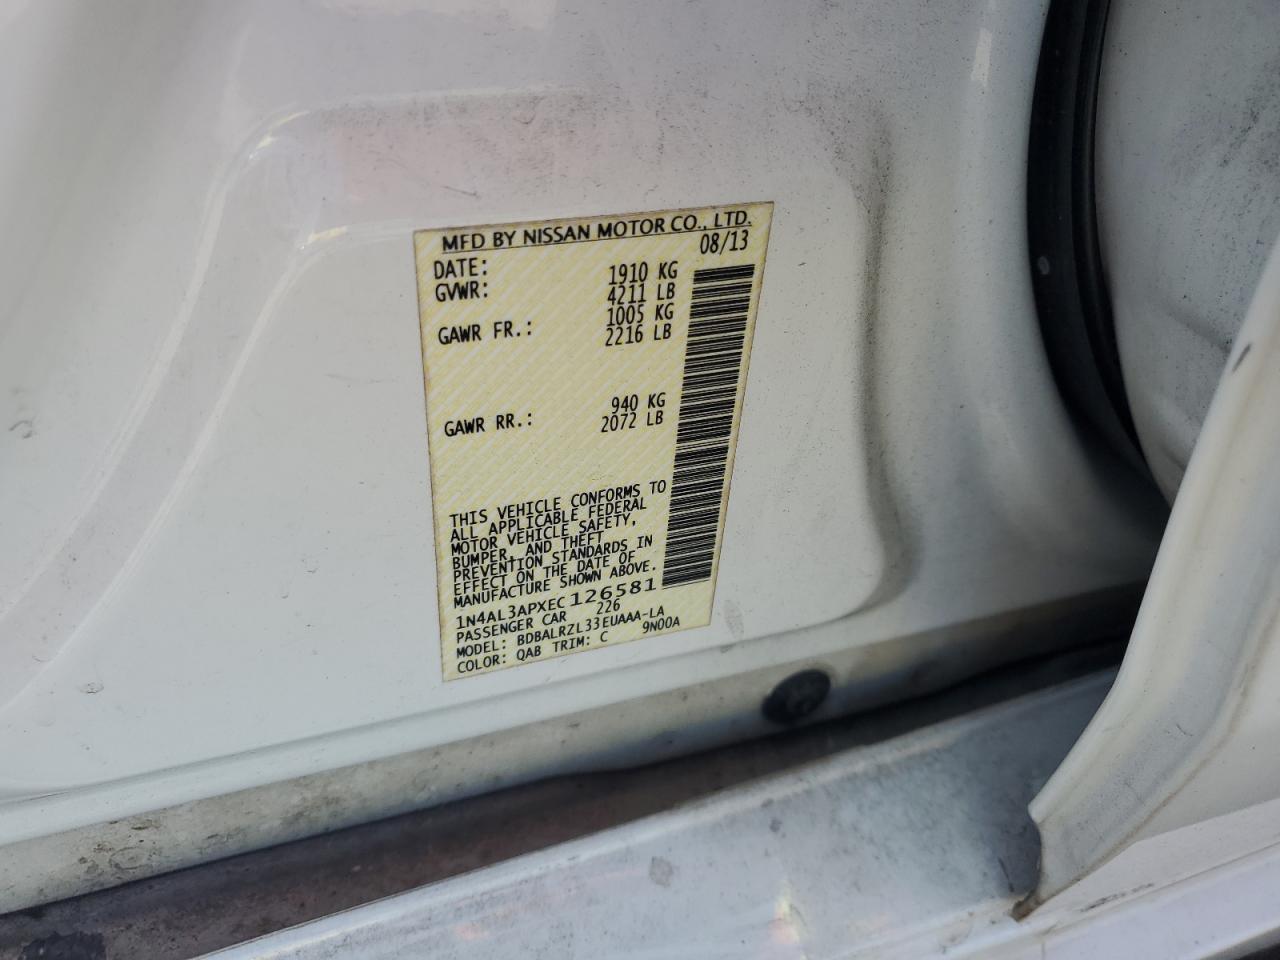 MFD BY NISSAN MOTOR CO., LTD.
DATE: 08/13
GVWR: 1910 KG
4211 LB
GAWR FR.: 1005 KG
2216 LB
GAWR RR.: 940 KG
2072 LB
THIS VEHICLE CONFORMS TO
ALL APPLICABLE FEDERAL
MOTOR VEHICLE SAFETY,
BUMPER, AND THEFT
PREVENTION STANDARDS IN
EFFECT ON THE DATE OF
MANUFACTURE SHOWN ABOVE.
1N4AL3APXEC126581
PASSENGER CAR 226
MODEL: BDBALRZL33EUAAA-LA
COLOR: QAB TRIM: C 9N00A